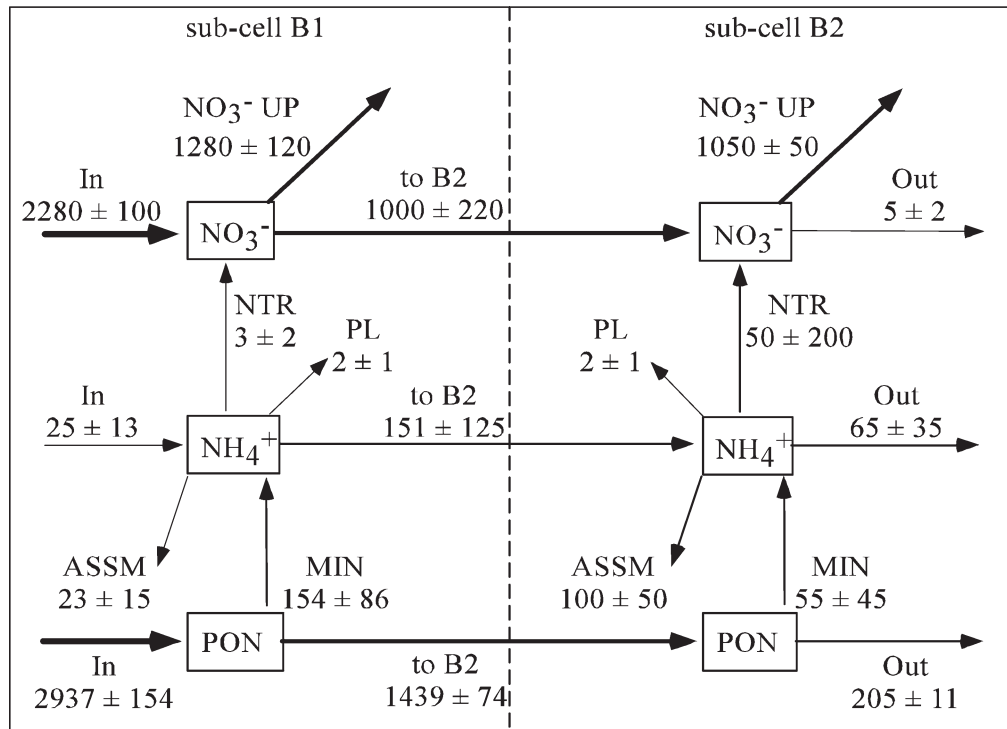 sub-cell B1
sub-cell B2
NO₃⁻ UP
1280 ± 120
NO₃⁻ UP
1050 ± 50
In
2280 ± 100
to B2
1000 ± 220
Out
5 ± 2
NO₃⁻
NO₃⁻
NTR
3 ± 2
PL
2 ± 1
PL
2 ± 1
NTR
50 ± 200
In
25 ± 13
to B2
151 ± 125
Out
65 ± 35
NH₄⁺
NH₄⁺
ASSM
23 ± 15
MIN
154 ± 86
ASSM
100 ± 50
MIN
55 ± 45
PON
PON
In
2937 ± 154
to B2
1439 ± 74
Out
205 ± 11